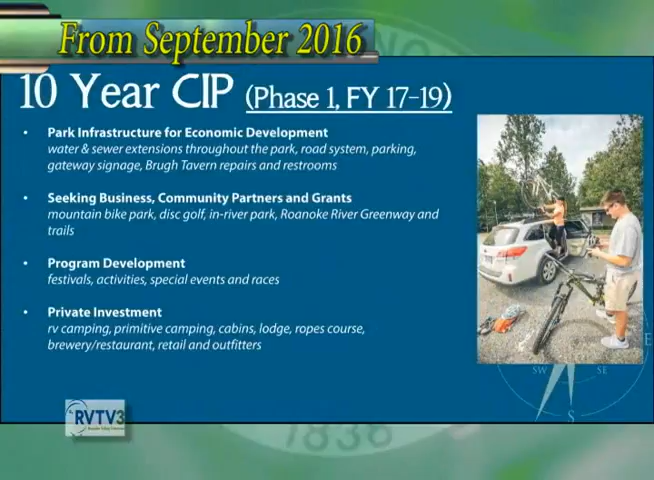 From September 2016
10 Year CIP (Phase 1, FY 17-19)
• Park Infrastructure for Economic Development
water & sewer extensions throughout the park, road system, parking,
gateway signage, Brugh Tavern repairs and restrooms
• Seeking Business, Community Partners and Grants
mountain bike park, disc golf, in-river park, Roanoke River Greenway and
trails
• Program Development
festivals, activities, special events and races
• Private Investment
rv camping, primitive camping, cabins, lodge, ropes course,
brewery/restaurant, retail and outfitters
E
SW SE
S
RVTV3
1838